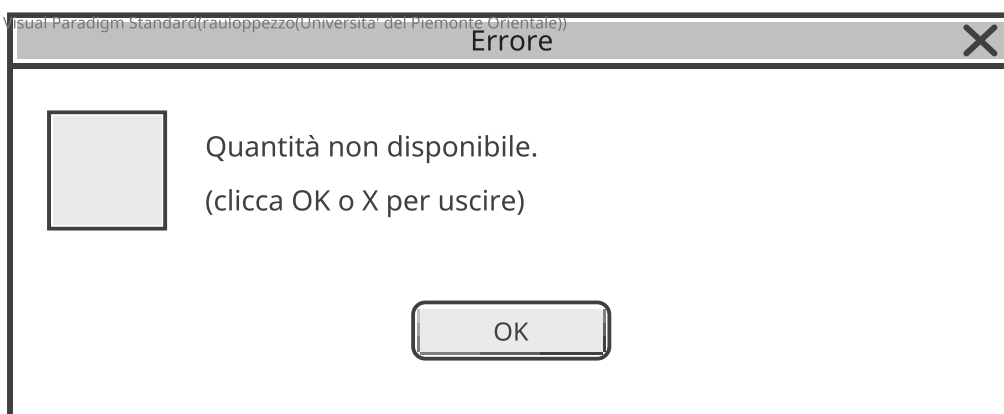 Visual Paradigm Standard(rauloppezzo(Universita' del Piemonte Orientale))
Errore
Quantità non disponibile.
(clicca OK o X per uscire)
OK